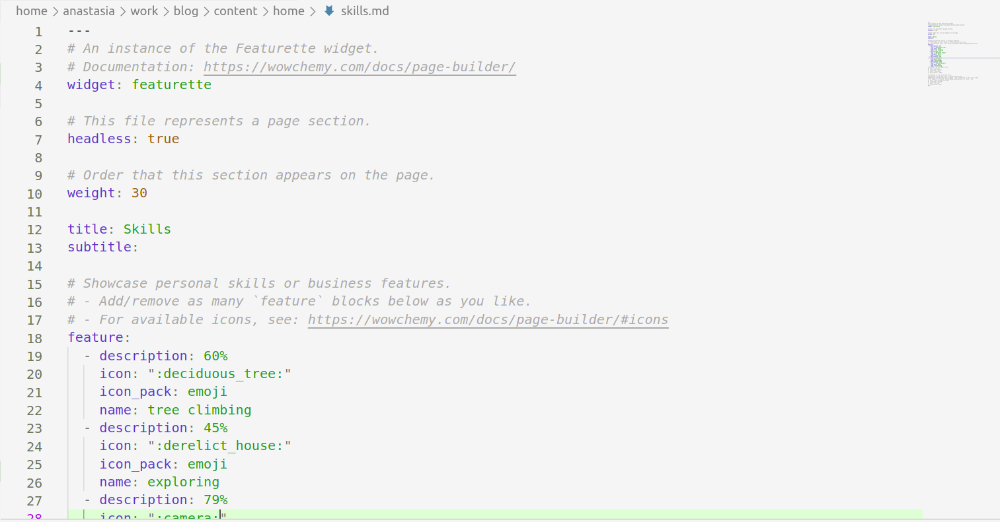 home > anastasia > work > blog > content > home > skills.md
1 ---
2 # An instance of the Featurette widget.
3 # Documentation: https://wowchemy.com/docs/page-builder/
4 widget: featurette
5
6 # This file represents a page section.
7 headless: true
8
9 # Order that this section appears on the page.
10 weight: 30
11
12 title: Skills
13 subtitle:
14
15 # Showcase personal skills or business features.
16 # - Add/remove as many `feature` blocks below as you like.
17 # - For available icons, see: https://wowchemy.com/docs/page-builder/#icons
18 feature:
19   - description: 60%
20     icon: ":deciduous_tree:"
21     icon_pack: emoji
22     name: tree climbing
23   - description: 45%
24     icon: ":derelict_house:"
25     icon_pack: emoji
26     name: exploring
27   - description: 79%
28     icon: ":camera:"